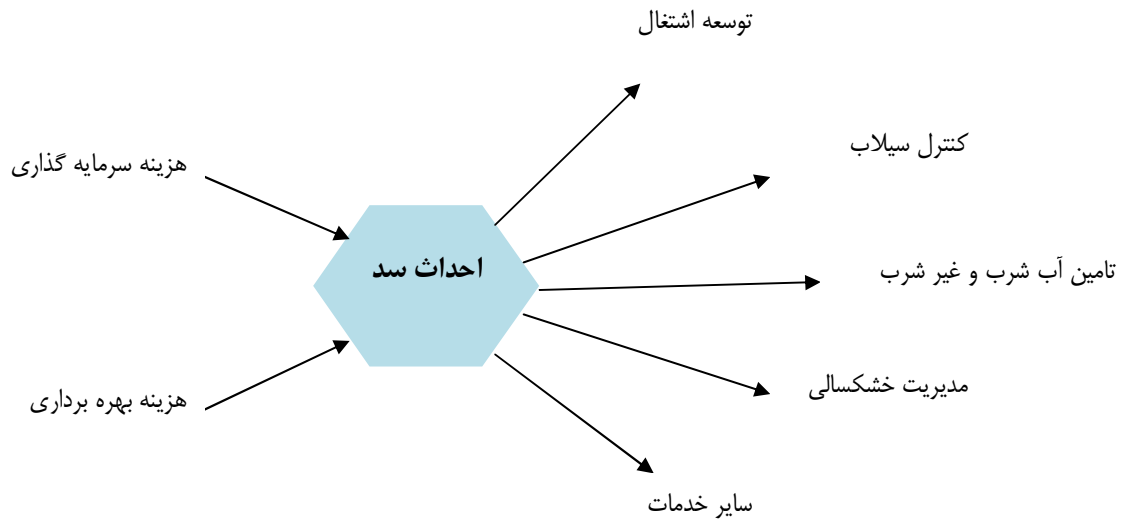 توسعه اشتغال
کنترل سیلاب
هزینه سرمایه گذاری
احداث سد
تامین آب شرب و غیر شرب
مدیریت خشکسالی
هزینه بهره برداری
سایر خدمات